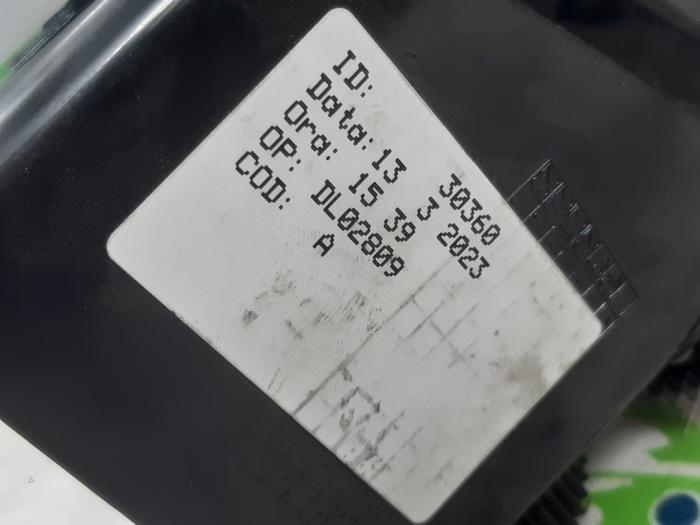 ID: 30360
Data: 13 3 2023
Ora: 15 39
OP: DL02809
COD: A